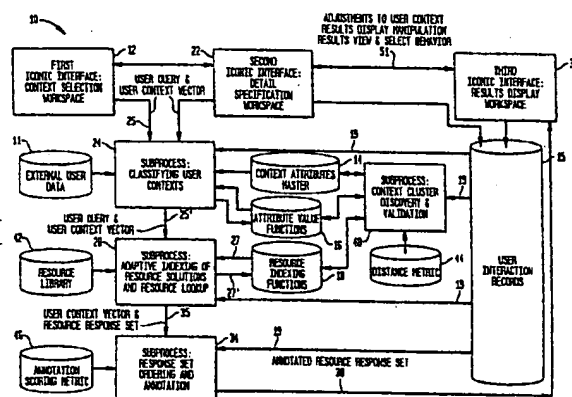 10
12
FIRST
ICONIC INTERFACE:
CONTEXT SELECTION
WORKSPACE
22
SECOND
ICONIC INTERFACE:
DETAIL
SPECIFICATION
WORKSPACE
ADJUSTMENTS TO USER CONTEXT
RESULTS DISPLAY MANIPULATION
RESULTS VIEW & SELECT BEHAVIOR
51
THIRD
ICONIC INTERFACE:
RESULTS DISPLAY
WORKSPACE
USER QUERY &
USER CONTEXT
VECTOR
25
24
11
EXTERNAL USER
DATA
SUBPROCESS:
CLASSIFYING USER
CONTEXTS
CONTEXT ATTRIBUTES
MASTER
14
ATTRIBUTE VALUE
FUNCTIONS
16
SUBPROCESS:
CONTEXT CLUSTER
DISCOVERY &
VALIDATION
40
DISTANCE METRIC
44
USER
INTERACTION
RECORDS
15
USER QUERY &
USER CONTEXT VECTOR
25'
42
RESOURCE
LIBRARY
SUBPROCESS:
ADAPTIVE INDEXING OF
RESOURCE SOLUTIONS
AND RESOURCE LOOKUP
27
27'
RESOURCE
INDEXING
FUNCTIONS
18
USER CONTEXT VECTOR &
RESOURCE RESPONSE SET
35
34
ANNOTATION
SCORING METRIC
SUBPROCESS:
RESPONSE SET
ORDERING AND
ANNOTATION
ANNOTATED RESOURCE RESPONSE SET